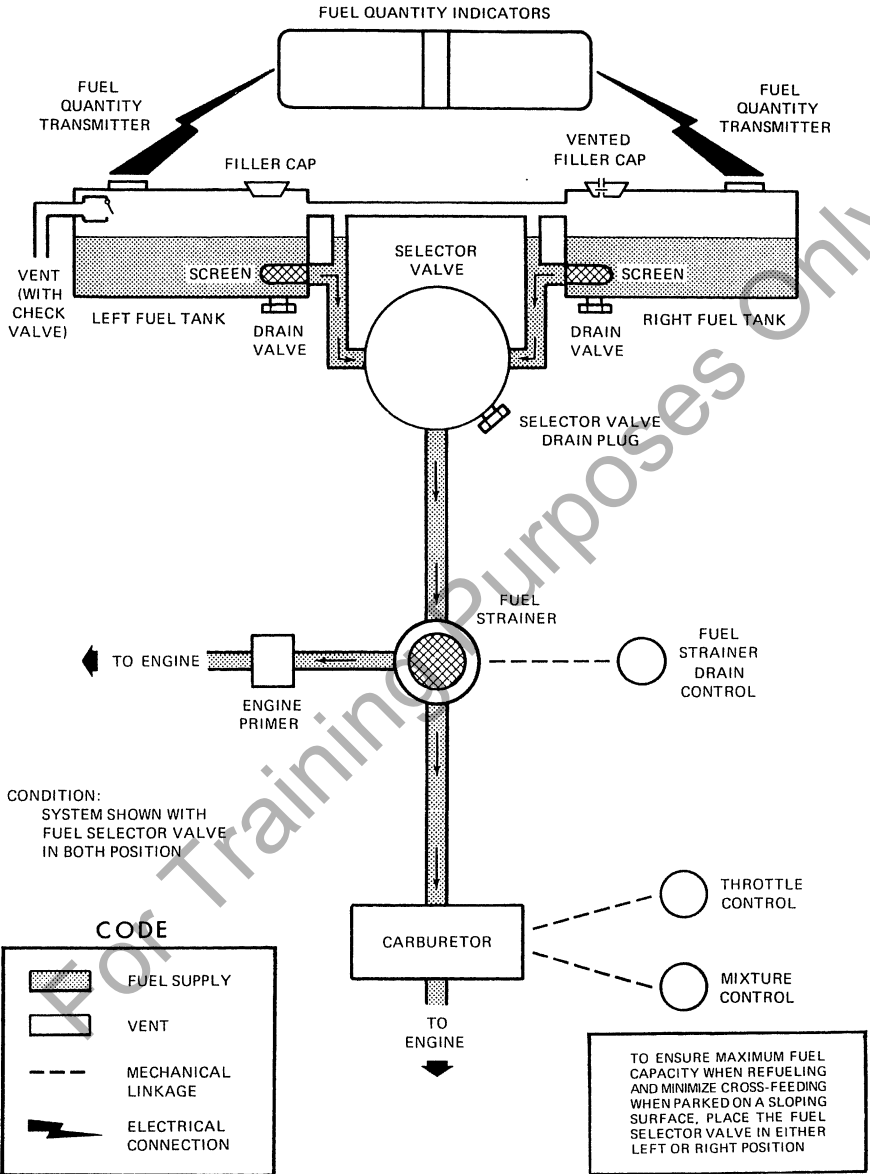 FUEL QUANTITY INDICATORS
FUEL
QUANTITY
TRANSMITTER
FUEL
QUANTITY
TRANSMITTER
FILLER CAP
VENTED
FILLER CAP
VENT
(WITH
CHECK
VALVE)
SCREEN
SELECTOR
VALVE
SCREEN
LEFT FUEL TANK
DRAIN
VALVE
DRAIN
VALVE
RIGHT FUEL TANK
SELECTOR VALVE
DRAIN PLUG
FUEL
STRAINER
TO ENGINE
ENGINE
PRIMER
FUEL
STRAINER
DRAIN
CONTROL
CONDITION:
SYSTEM SHOWN WITH
FUEL SELECTOR VALVE
IN BOTH POSITION
THROTTLE
CONTROL
CARBURETOR
MIXTURE
CONTROL
TO
ENGINE
CODE
FUEL SUPPLY
VENT
MECHANICAL
LINKAGE
ELECTRICAL
CONNECTION
TO ENSURE MAXIMUM FUEL
CAPACITY WHEN REFUELING
AND MINIMIZE CROSS-FEEDING
WHEN PARKED ON A SLOPING
SURFACE, PLACE THE FUEL
SELECTOR VALVE IN EITHER
LEFT OR RIGHT POSITION
For Training Purposes Only